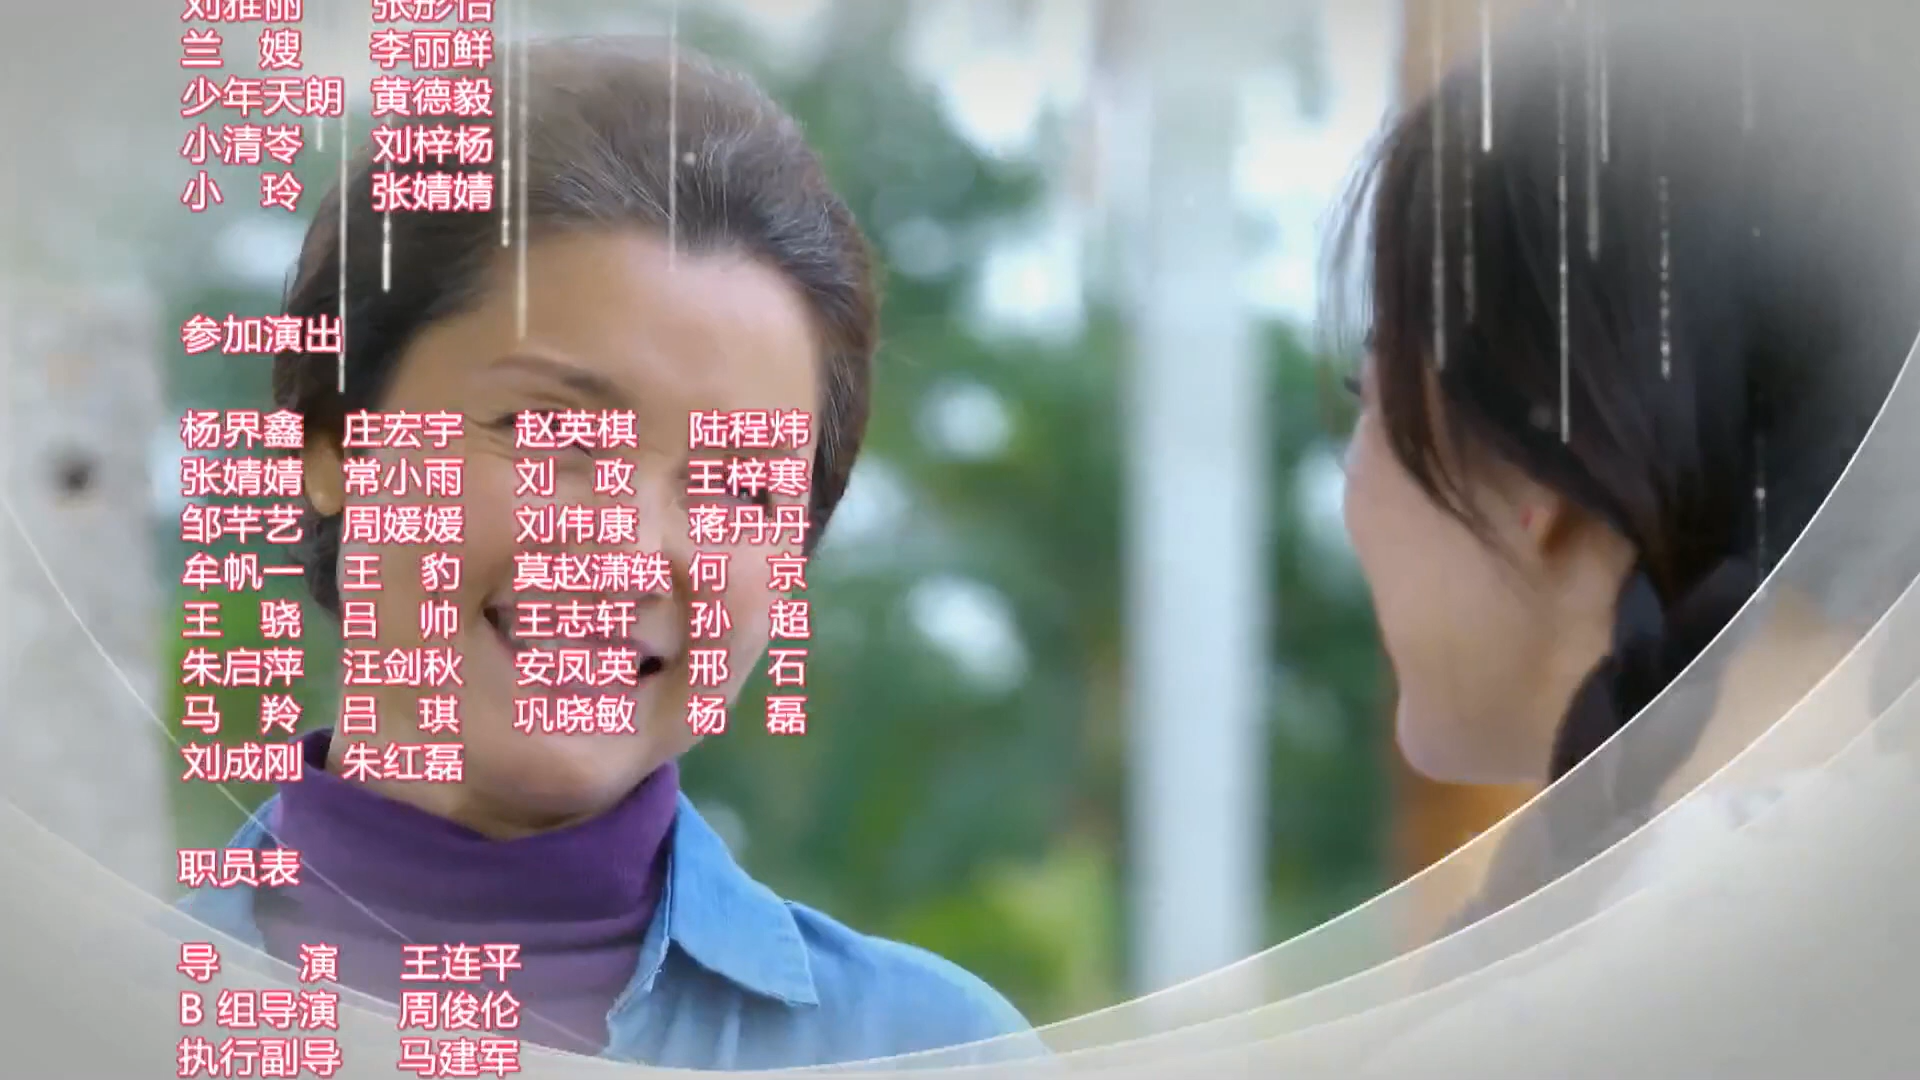 刘雅丽 张彤佶
兰 嫂 李丽鲜
少年天朗 黄德毅
小清岑 刘梓杨
小 玲 张婧婧
参加演出
杨界鑫 庄宏宇 赵英棋 陆程炜
张婧婧 常小雨 刘 政 王梓寒
邹芊艺 周媛媛 刘伟康 蒋丹丹
牟帆一 王 豹 莫赵潇轶 何 京
王 骁 吕 帅 王志轩 孙 超
朱启萍 汪剑秋 安凤英 邢 石
马 羚 吕 琪 巩晓敏 杨 磊
刘成刚 朱红磊
职员表
导 演 王连平
B 组导演 周俊伦
执行副导 马建军